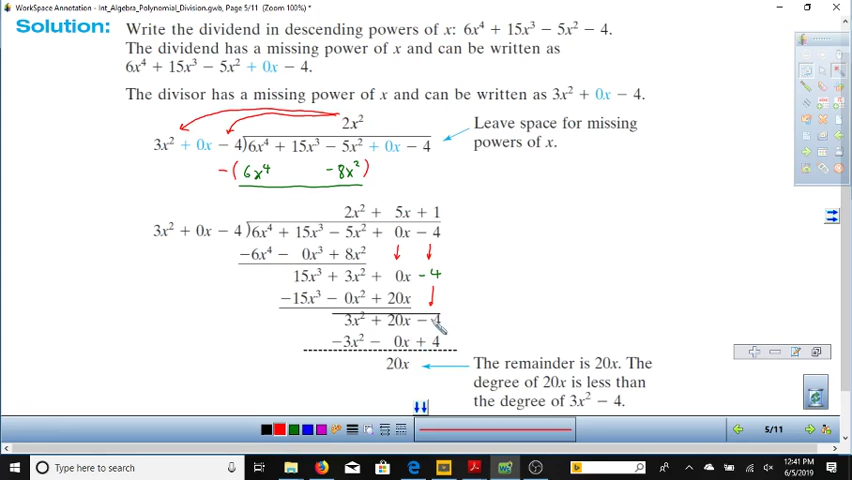 WorkSpace Annotation - Int_Algebra_Polynomial_Division.gwb, Page 5/11 (Zoom 100%) *
Solution: Write the dividend in descending powers of x: 6x⁴ + 15x³ − 5x² − 4.
The dividend has a missing power of x and can be written as
6x⁴ + 15x³ − 5x² + 0x − 4.
The divisor has a missing power of x and can be written as 3x² + 0x − 4.
2x²
3x² + 0x − 4)6x⁴ + 15x³ − 5x² + 0x − 4
Leave space for missing
powers of x.
−(6x⁴ −8x²)
2x² + 5x + 1
3x² + 0x − 4)6x⁴ + 15x³ − 5x² + 0x − 4
−6x⁴ − 0x³ + 8x²
15x³ + 3x² + 0x −4
−15x³ − 0x² + 20x
3x² + 20x − 4
−3x² − 0x + 4
20x
The remainder is 20x. The
degree of 20x is less than
the degree of 3x² − 4.
5/11
Type here to search
12:41 PM
6/5/2019